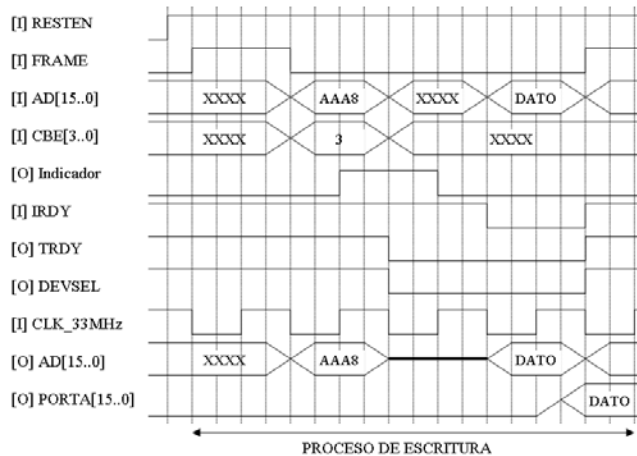 [I] RESTEN
[I] FRAME
[I] AD[15..0] XXXX AAA8 XXXX DATO
[I] CBE[3..0] XXXX 3 XXXX
[O] Indicador
[I] IRDY
[O] TRDY
[O] DEVSEL
[I] CLK_33MHz
[O] AD[15..0] XXXX AAA8 DATO
[O] PORTA[15..0] DATO
PROCESO DE ESCRITURA